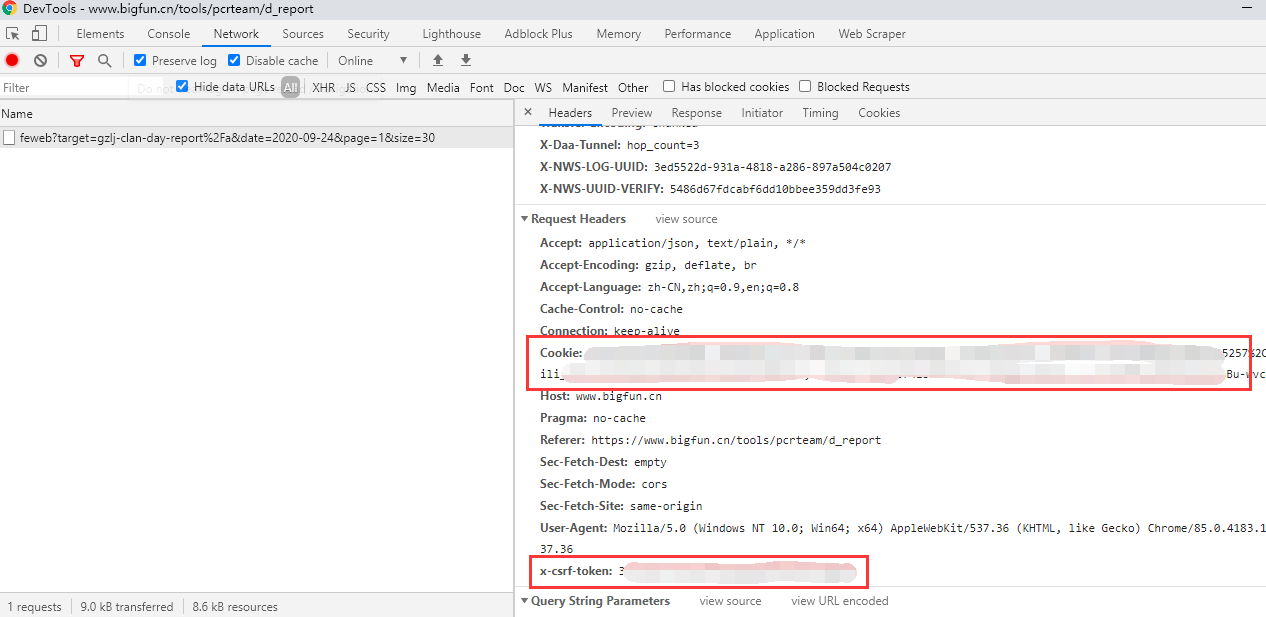 DevTools - www.bigfun.cn/tools/pcrteam/d_report
Elements Console Network Sources Security Lighthouse Adblock Plus Memory Performance Application Web Scraper
Preserve log Disable cache Online
Filter Hide data URLs All XHR JS CSS Img Media Font Doc WS Manifest Other Has blocked cookies Blocked Requests
Name
feweb?target=gzlj-clan-day-report%2Fa&date=2020-09-24&page=1&size=30
× Headers Preview Response Initiator Timing Cookies
X-Daa-Tunnel: hop_count=3
X-NWS-LOG-UUID: 3ed5522d-931a-4818-a286-897a504c0207
X-NWS-UUID-VERIFY: 5486d67fdcabf6dd10bbee359dd3fe93
Request Headers view source
Accept: application/json, text/plain, */*
Accept-Encoding: gzip, deflate, br
Accept-Language: zh-CN,zh;q=0.9,en;q=0.8
Cache-Control: no-cache
Connection: keep-alive
Cookie: 5257%2C
ili_ Bu-wvc
Host: www.bigfun.cn
Pragma: no-cache
Referer: https://www.bigfun.cn/tools/pcrteam/d_report
Sec-Fetch-Dest: empty
Sec-Fetch-Mode: cors
Sec-Fetch-Site: same-origin
User-Agent: Mozilla/5.0 (Windows NT 10.0; Win64; x64) AppleWebKit/537.36 (KHTML, like Gecko) Chrome/85.0.4183.1
37.36
x-csrf-token: 3
Query String Parameters view source view URL encoded
1 requests 9.0 kB transferred 8.6 kB resources